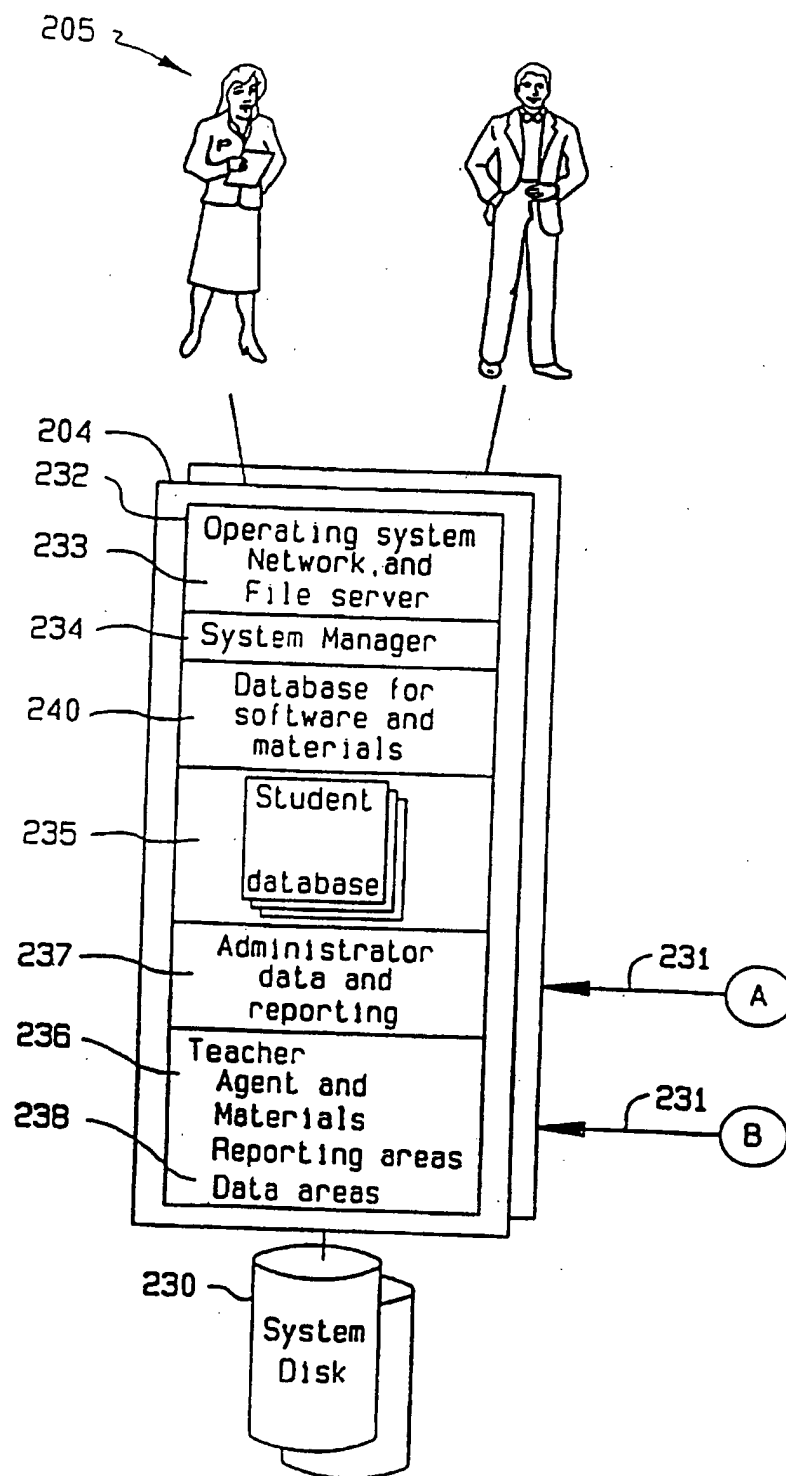 205
P
204
232
Operating system
233
Network, and
File server
234
System Manager
240
Database for
software and
materials
235
Student
database
237
Administrator
data and
reporting
231
A
236
Teacher
Agent and
Materials
231
B
Reporting areas
238
Data areas
230
System
Disk